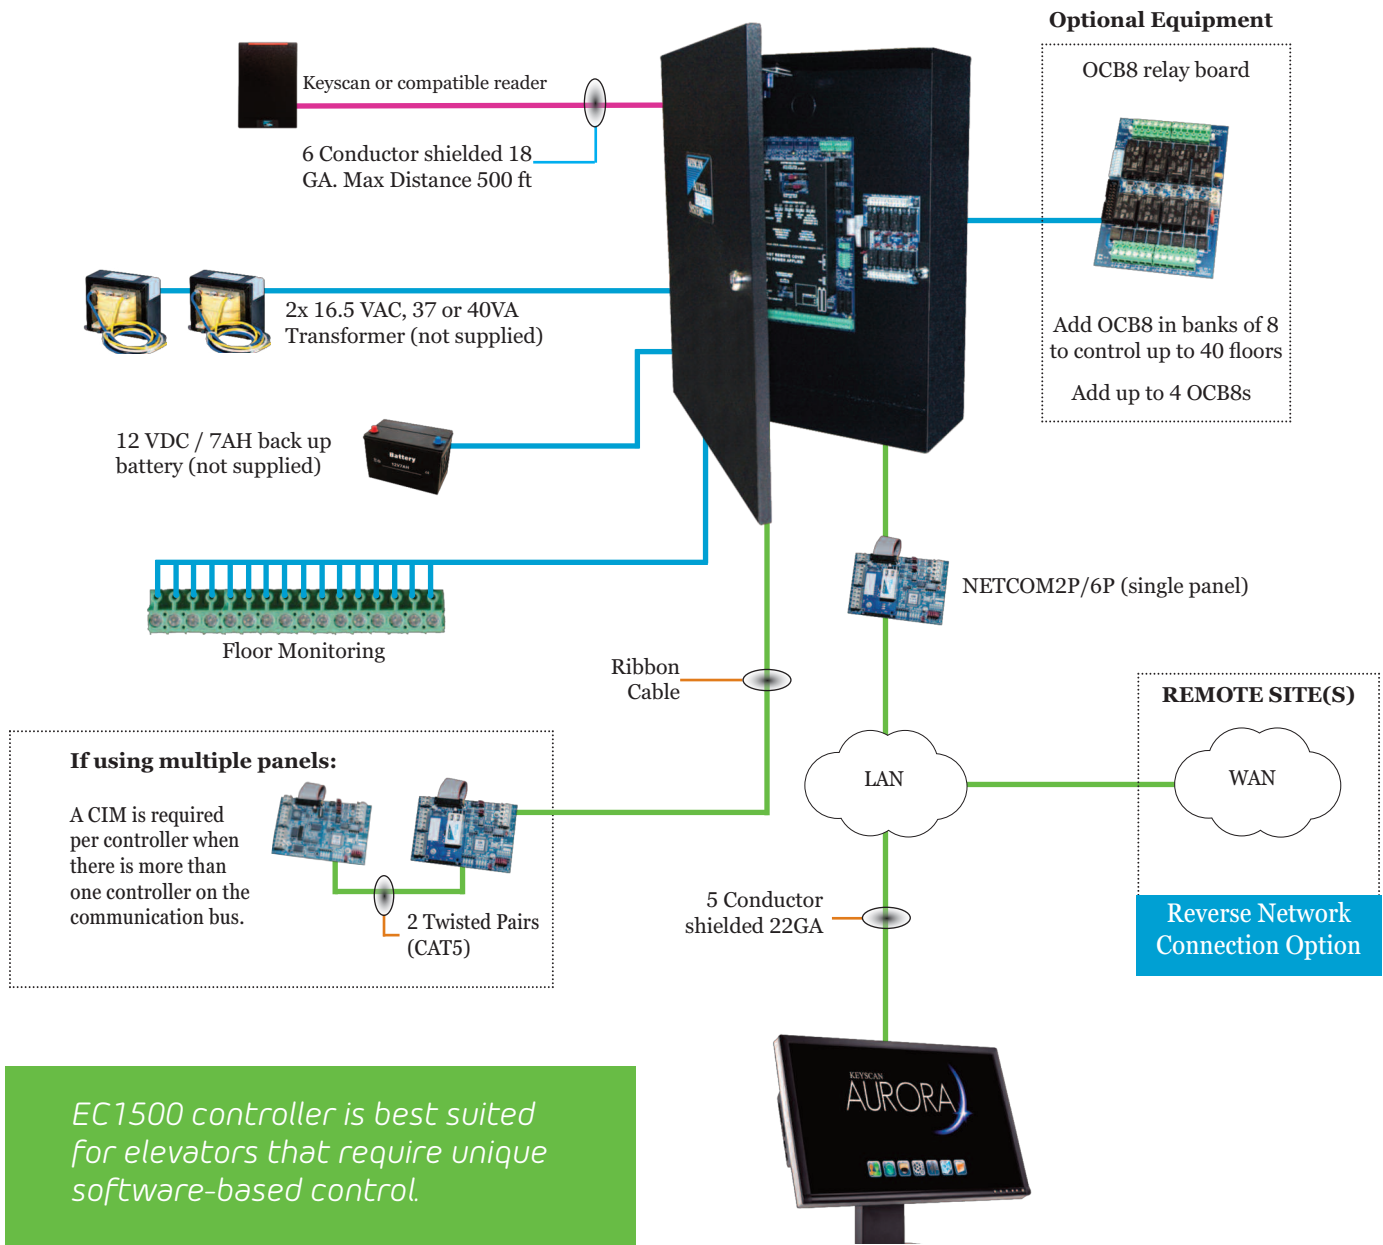 Optional Equipment
OCB8 relay board
Keyscan or compatible reader
6 Conductor shielded 18
GA. Max Distance 500 ft
2x 16.5 VAC, 37 or 40VA
Transformer (not supplied)
Add OCB8 in banks of 8
to control up to 40 floors
Add up to 4 OCB8s
12 VDC / 7AH back up
battery (not supplied)
Battery
12V7AH
NETCOM2P/6P (single panel)
Floor Monitoring
Ribbon
Cable
REMOTE SITE(S)
LAN
WAN
If using multiple panels:
A CIM is required
per controller when
there is more than
one controller on the
communication bus.
2 Twisted Pairs
(CAT5)
5 Conductor
shielded 22GA
Reverse Network
Connection Option
KEYSCAN
AURORA
EC1500 controller is best suited
for elevators that require unique
software-based control.